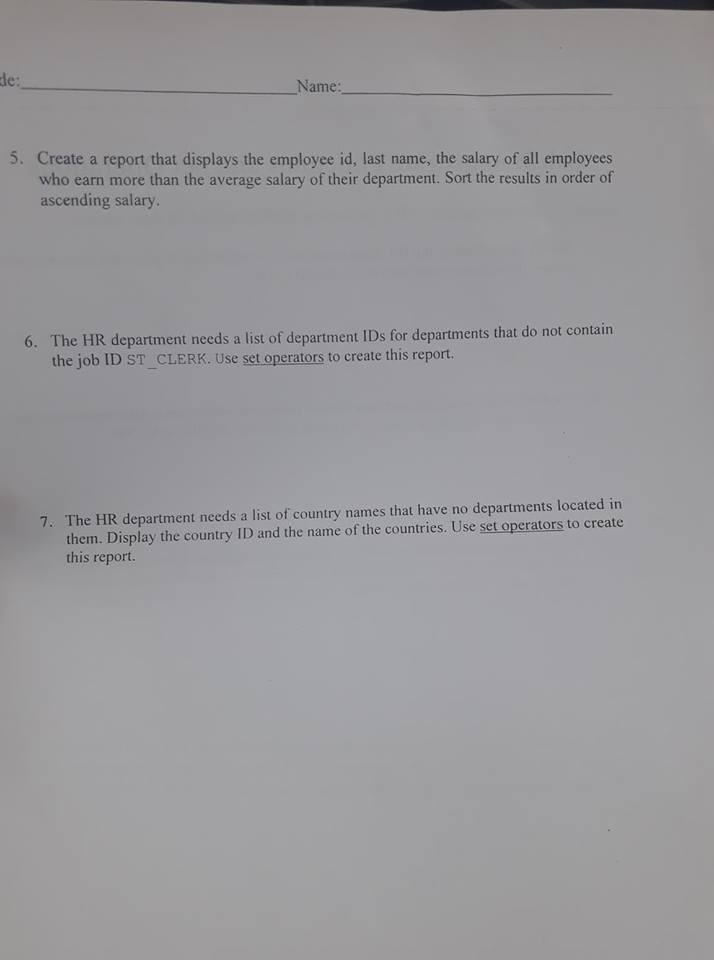 de:____________________Name:____________________
5. Create a report that displays the employee id, last name, the salary of all employees
who earn more than the average salary of their department. Sort the results in order of
ascending salary.
6. The HR department needs a list of department IDs for departments that do not contain
the job ID ST_CLERK. Use set operators to create this report.
7. The HR department needs a list of country names that have no departments located in
them. Display the country ID and the name of the countries. Use set operators to create
this report.